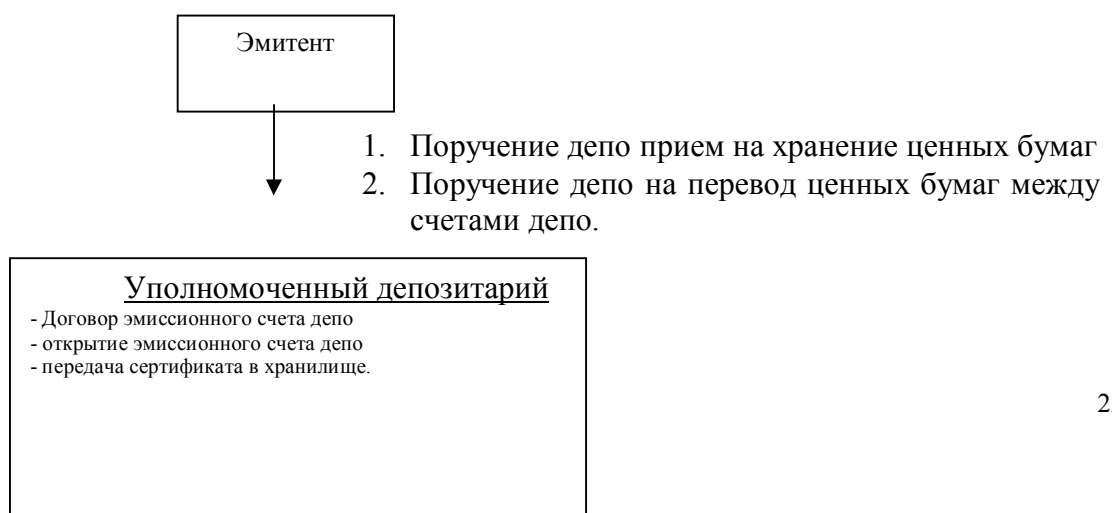 Эмитент
1. Поручение депо прием на хранение ценных бумаг
2. Поручение депо на перевод ценных бумаг между
счетами депо.
Уполномоченный депозитарий
- Договор эмиссионного счета депо
- открытие эмиссионного счета депо
- передача сертификата в хранилище.
2